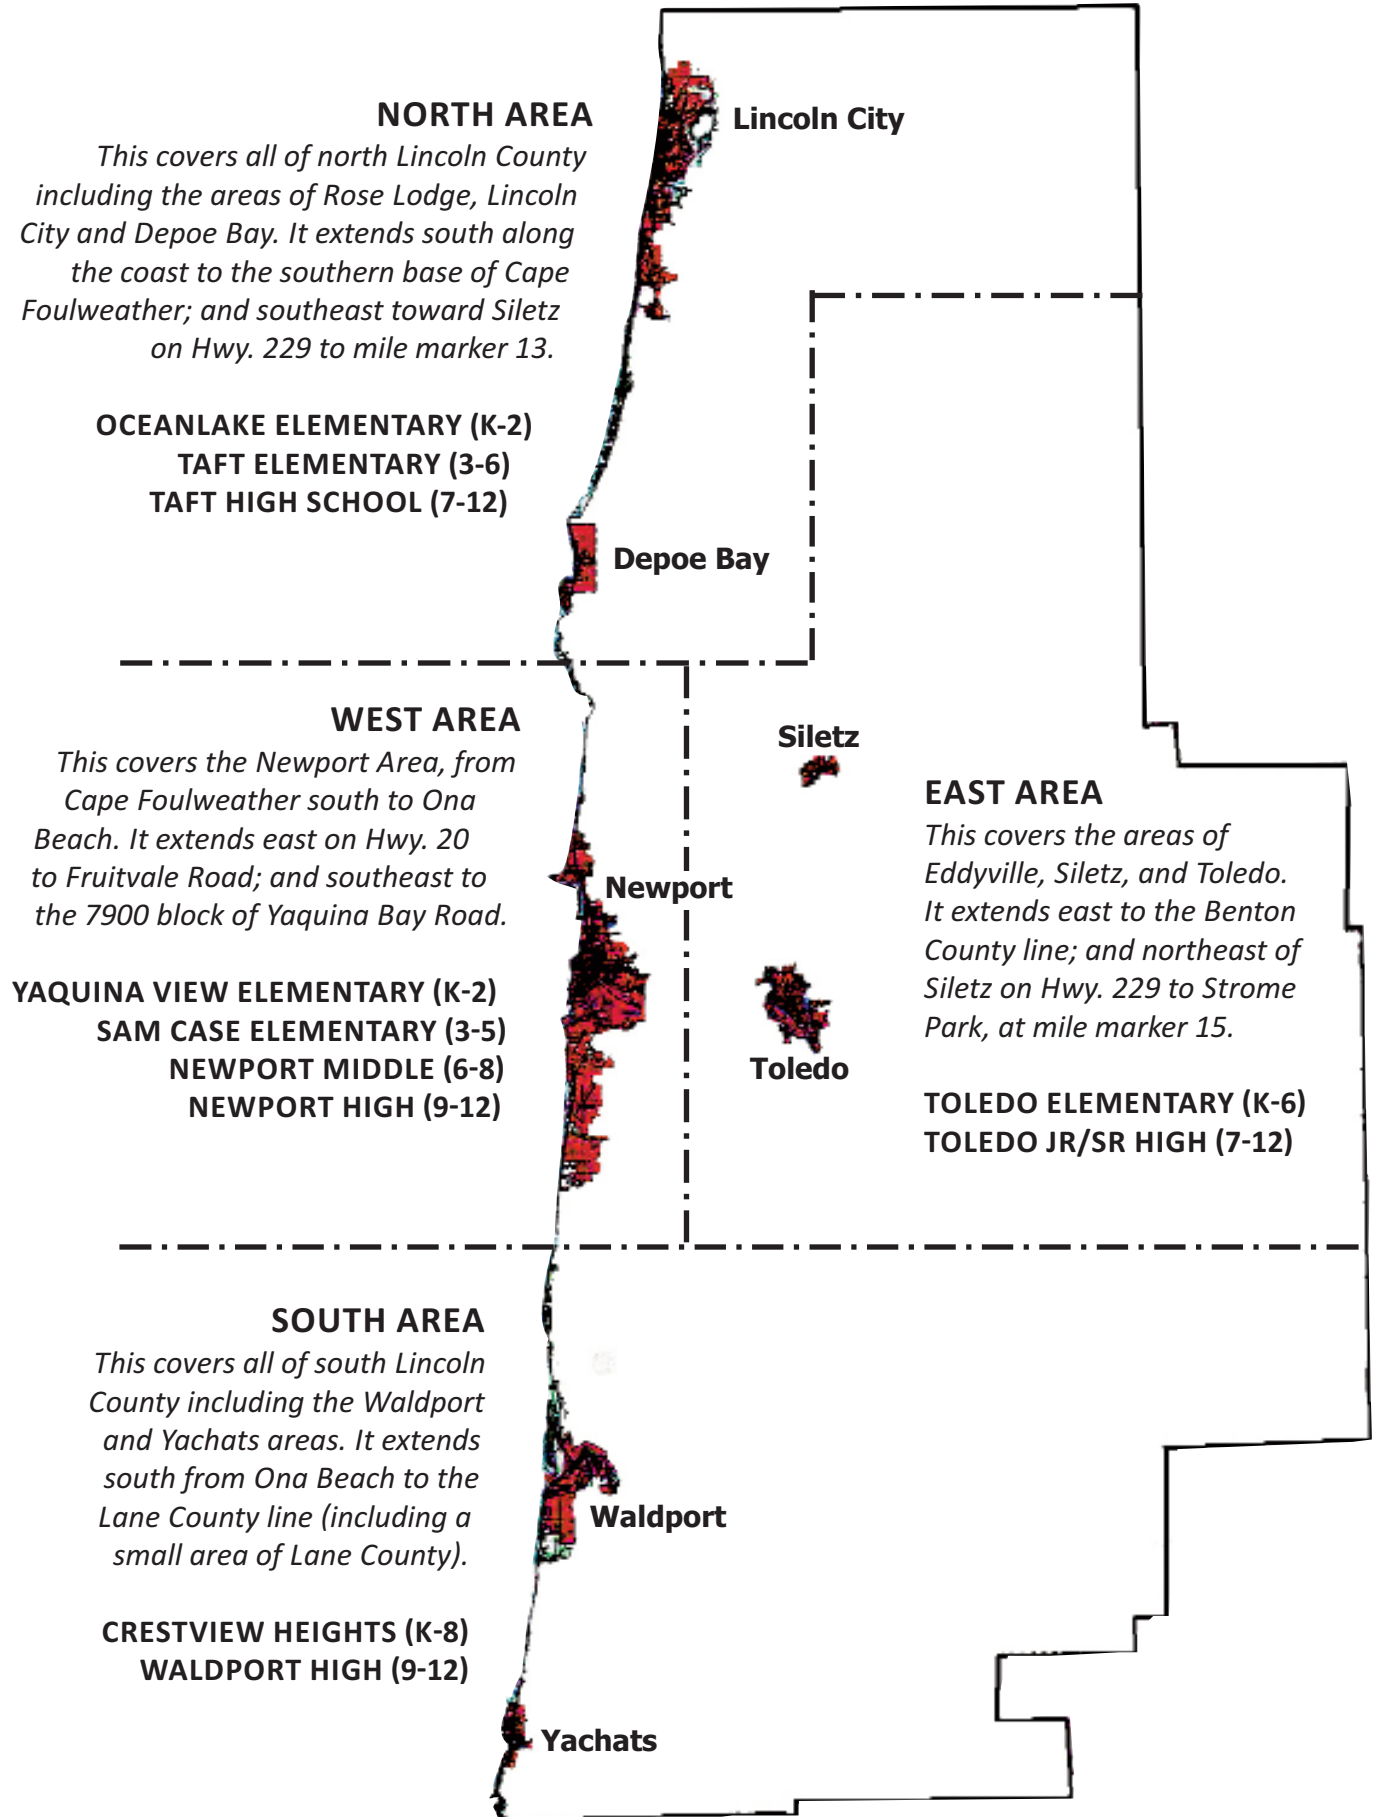 NORTH AREA
This covers all of north Lincoln County
including the areas of Rose Lodge, Lincoln
City and Depoe Bay. It extends south along
the coast to the southern base of Cape
Foulweather; and southeast toward Siletz
on Hwy. 229 to mile marker 13.
OCEANLAKE ELEMENTARY (K-2)
TAFT ELEMENTARY (3-6)
TAFT HIGH SCHOOL (7-12)
Lincoln City
Depoe Bay
WEST AREA
This covers the Newport Area, from
Cape Foulweather south to Ona
Beach. It extends east on Hwy. 20
to Fruitvale Road; and southeast to
the 7900 block of Yaquina Bay Road.
YAQUINA VIEW ELEMENTARY (K-2)
SAM CASE ELEMENTARY (3-5)
NEWPORT MIDDLE (6-8)
NEWPORT HIGH (9-12)
Newport
Siletz
Toledo
EAST AREA
This covers the areas of
Eddyville, Siletz, and Toledo.
It extends east to the Benton
County line; and northeast of
Siletz on Hwy. 229 to Strome
Park, at mile marker 15.
TOLEDO ELEMENTARY (K-6)
TOLEDO JR/SR HIGH (7-12)
SOUTH AREA
This covers all of south Lincoln
County including the Waldport
and Yachats areas. It extends
south from Ona Beach to the
Lane County line (including a
small area of Lane County).
CRESTVIEW HEIGHTS (K-8)
WALDPORT HIGH (9-12)
Waldport
Yachats